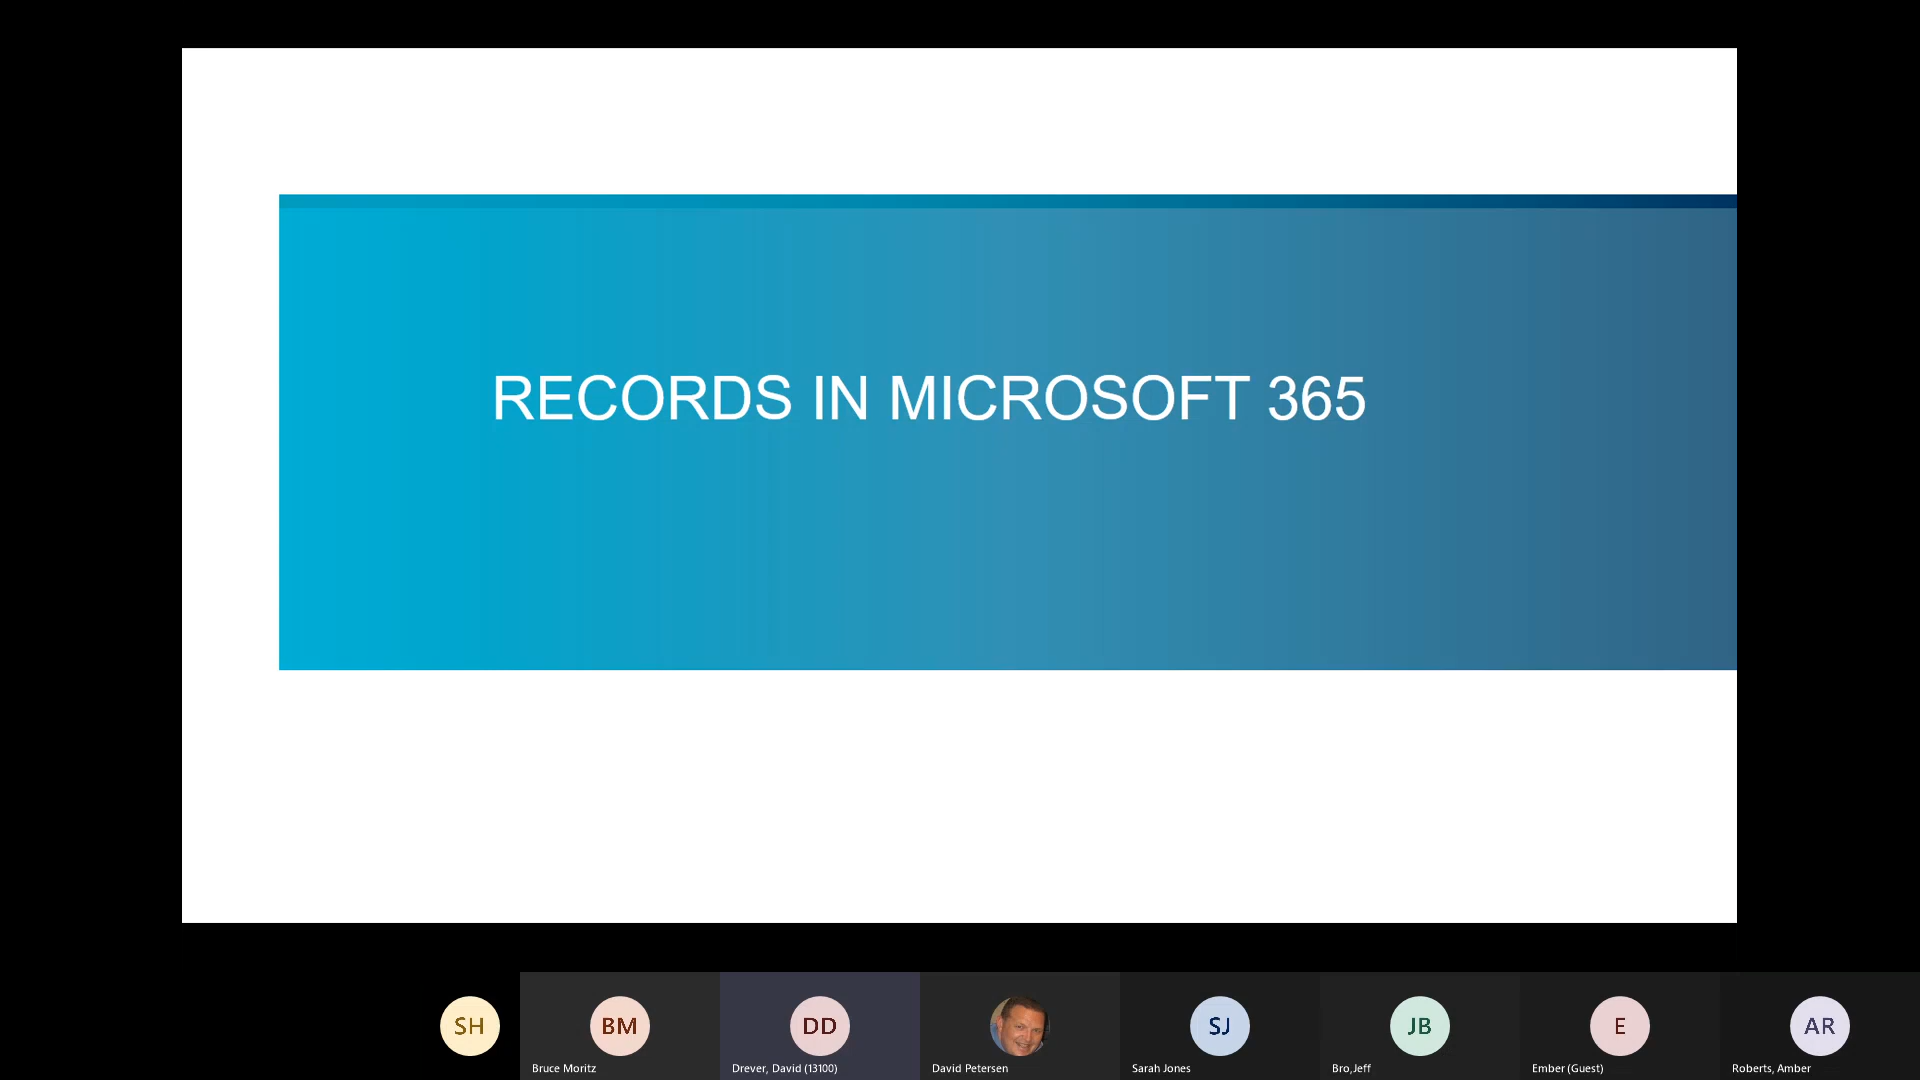 RECORDS IN MICROSOFT 365
SH
BM
DD
SJ
JB
E
AR
Bruce Moritz
Drever, David (13100)
David Petersen
Sarah Jones
Bro,Jeff
Ember (Guest)
Roberts, Amber